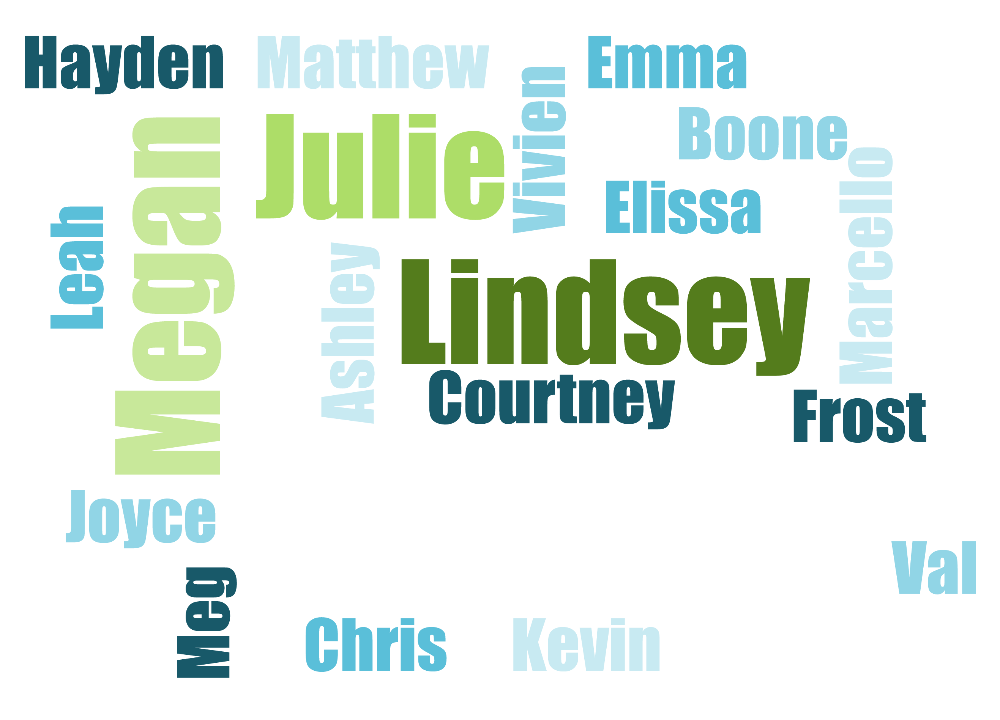 Hayden
Matthew
Emma
Vivien
Boone
Julie
Megan
Marcello
Elissa
Leah
Ashley
Lindsey
Courtney
Frost
Joyce
Val
Meg
Chris
Kevin